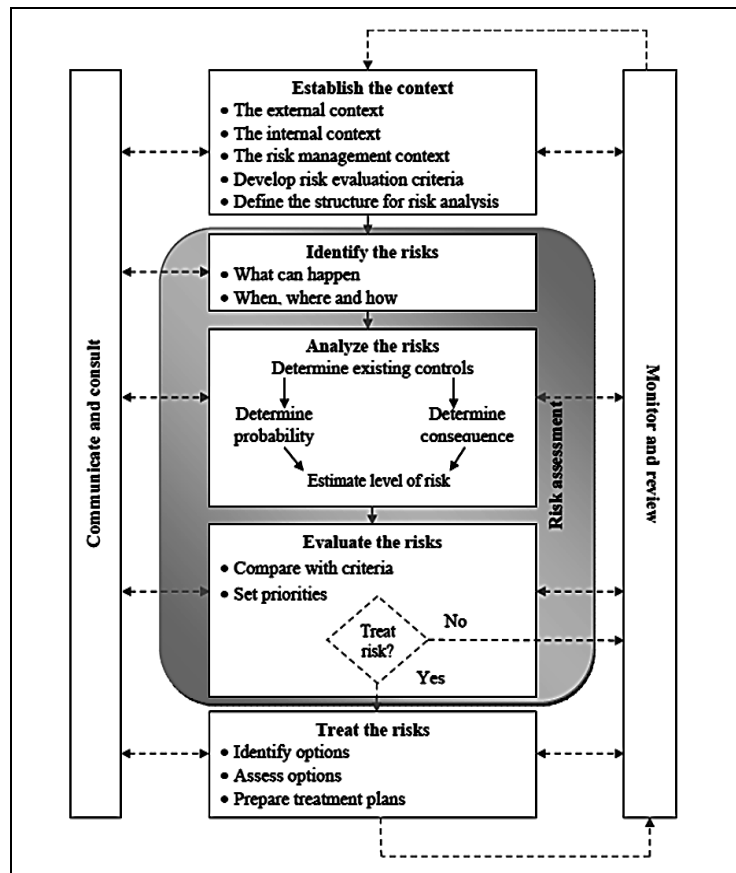 Communicate and consult
Establish the context
• The external context
• The internal context
• The risk management context
• Develop risk evaluation criteria
• Define the structure for risk analysis
Identify the risks
• What can happen
• When, where and how
Analyze the risks
Determine existing controls
Determine
probability
Determine
consequence
Estimate level of risk
Evaluate the risks
• Compare with criteria
• Set priorities
Treat
risk?
No
Yes
Treat the risks
• Identify options
• Assess options
• Prepare treatment plans
Risk assessment
Monitor and review